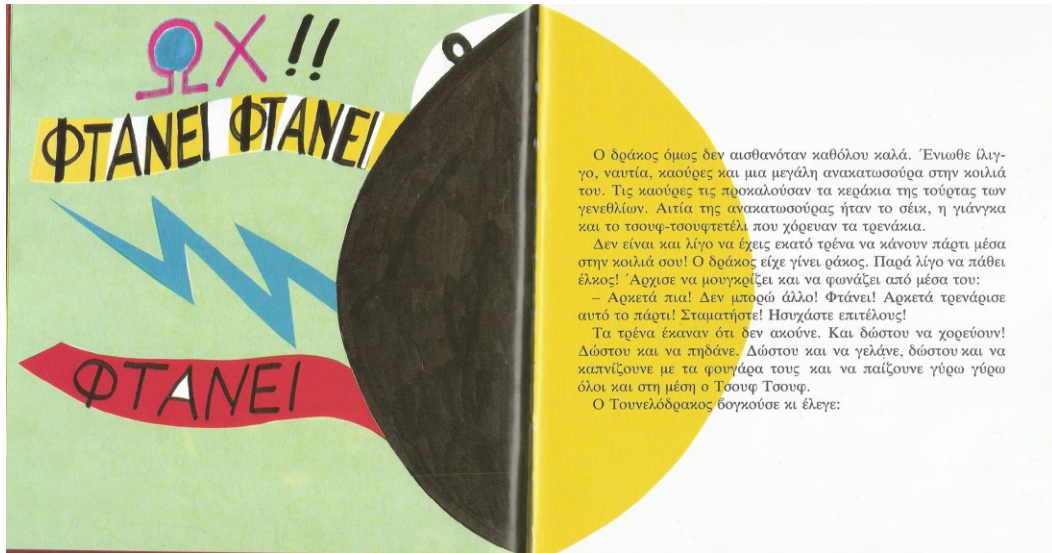 ΩΧ!!
ΦΤΑΝΕΙ ΦΤΑΝΕΙ
ΦΤΑΝΕΙ
Ο δράκος όμως δεν αισθανόταν καθόλου καλά. Ένιωθε ίλιγ-
γο, ναυτία, καούρες και μια μεγάλη ανακατωσούρα στην κοιλιά
του. Τις καούρες τις προκαλούσαν τα κεράκια της τούρτας των
γενεθλίων. Αιτία της ανακατωσούρας ήταν το σέικ, η γιάνγκα
και το τσουφ-τσουφτετέλι που χόρευαν τα τρενάκια.
Δεν είναι και λίγο να έχεις εκατό τρένα να κάνουν πάρτι μέσα
στην κοιλιά σου! Ο δράκος είχε γίνει ράκος. Παρά λίγο να πάθει
έλκος! Άρχισε να μουγκρίζει και να φωνάζει από μέσα του:
– Αρκετά πια! Δεν μπορώ άλλο! Φτάνει! Αρκετά τρενάρισε
αυτό το πάρτι! Σταματήστε! Ησυχάστε επιτέλους!
Τα τρένα έκαναν ότι δεν ακούνε. Και δώστου να χορεύουν!
Δώστου και να πηδάνε. Δώστου και να γελάνε, δώστου και να
καπνίζουνε με τα φουγάρα τους και να παίζουνε γύρω γύρω
όλοι και στη μέση ο Τσουφ Τσουφ.
Ο Τουνελόδρακος βογκούσε κι έλεγε: